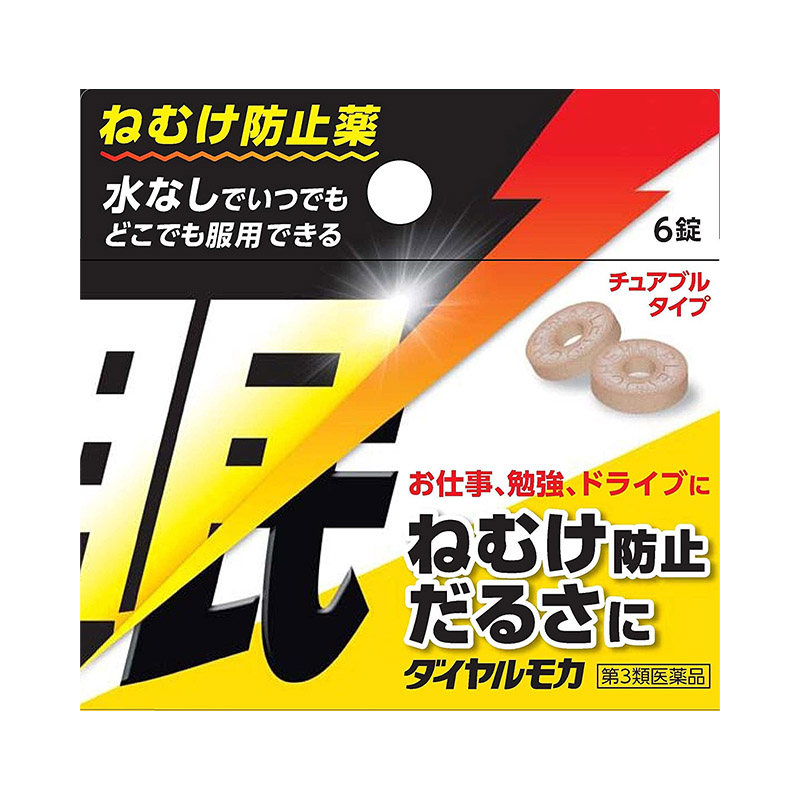 ねむけ防止薬
水なしでいつでも
どこでも服用できる
6錠
チュアブル
タイプ
眠
お仕事、勉強、ドライブに
ねむけ防止
だるさに
ダイヤルモカ
第3類医薬品